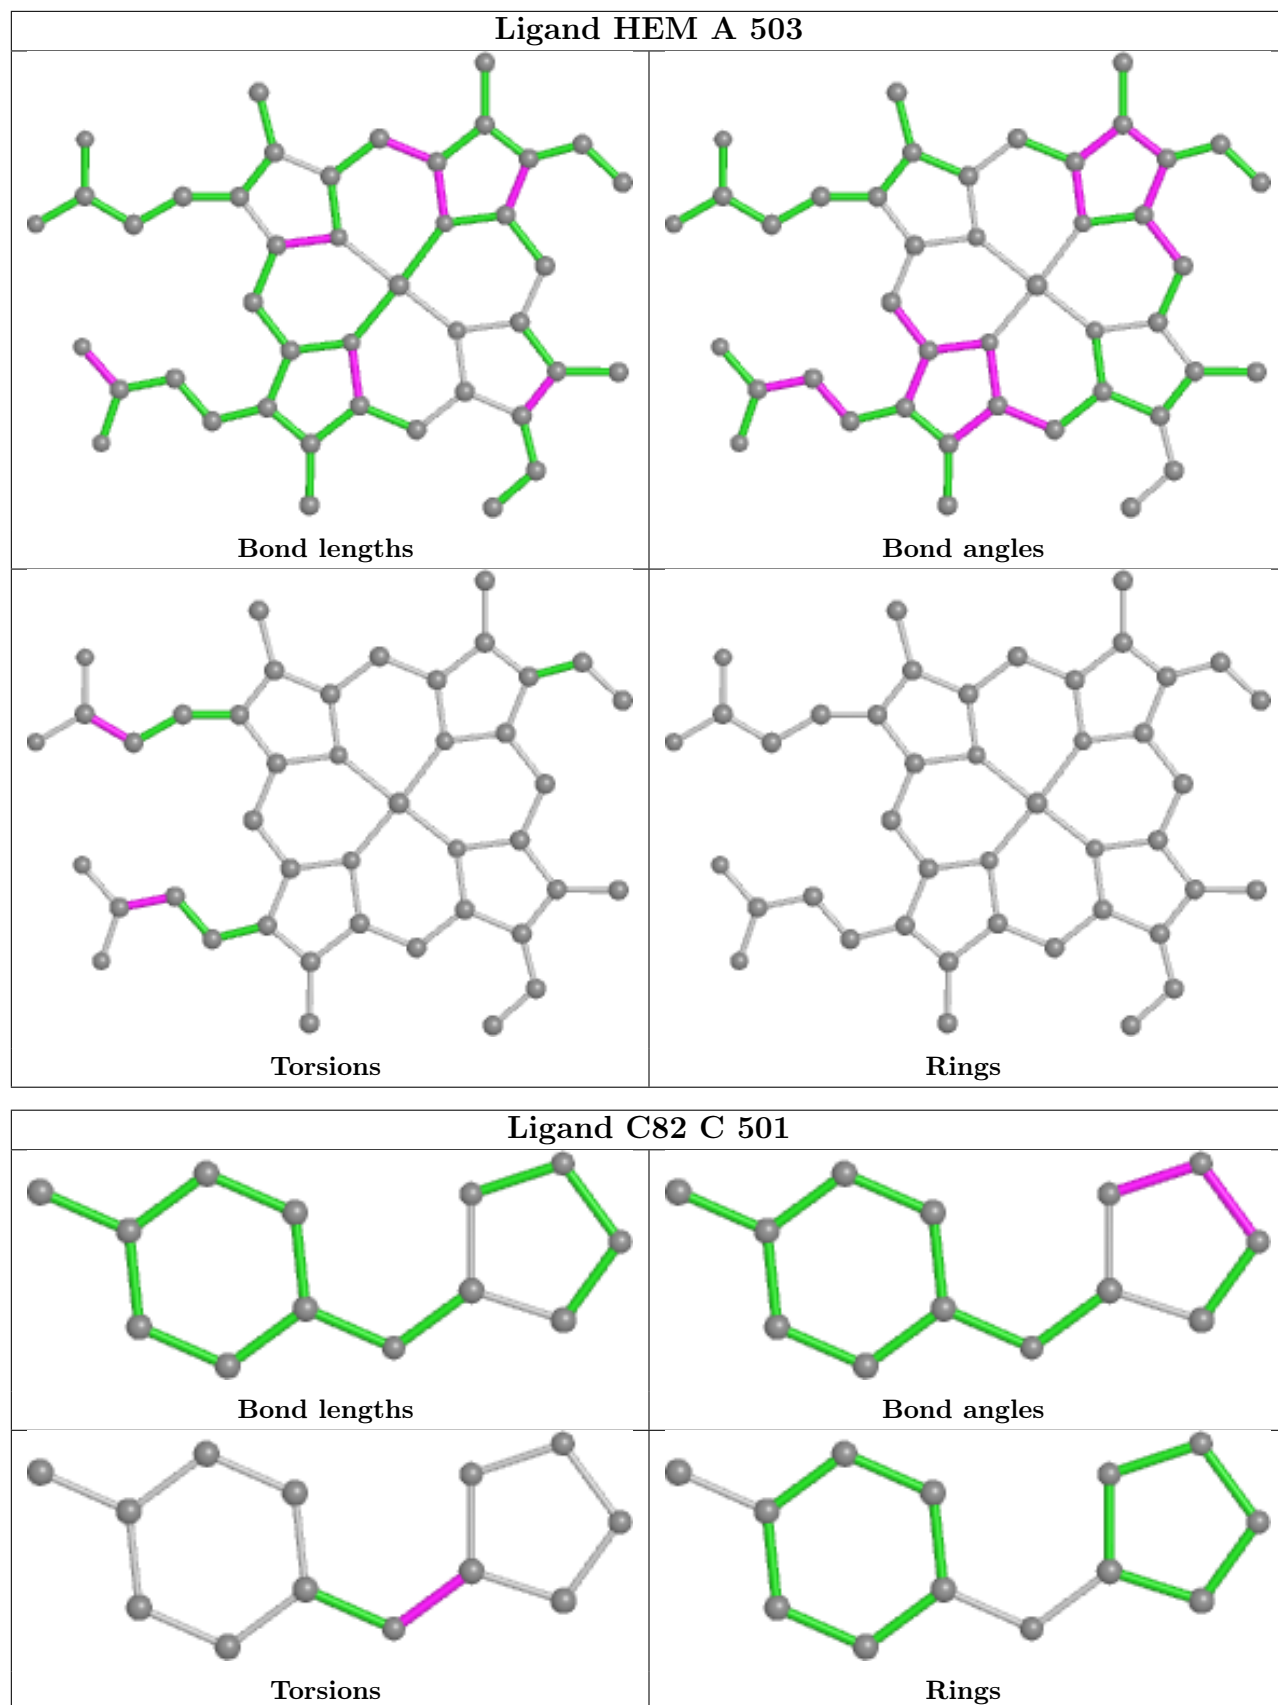 Ligand HEM A 503
Bond lengths
Bond angles
Torsions
Rings
Ligand C82 C 501
Bond lengths
Bond angles
Torsions
Rings